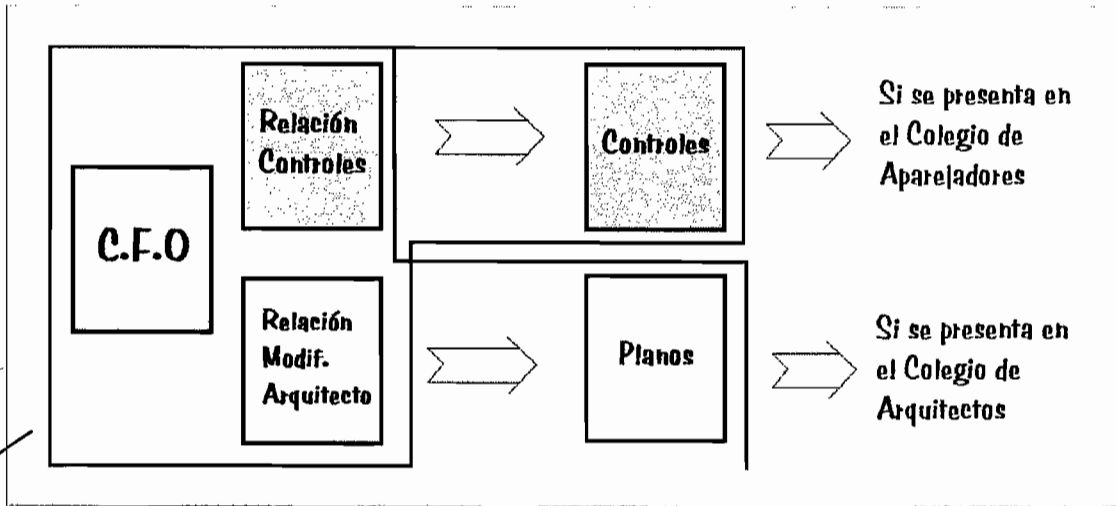 C.F.O
Relación
Controles
Controles
Si se presenta en
el Colegio de
Aparejadores
Relación
Modif.
Arquitecto
Planos
Si se presenta en
el Colegio de
Arquitectos